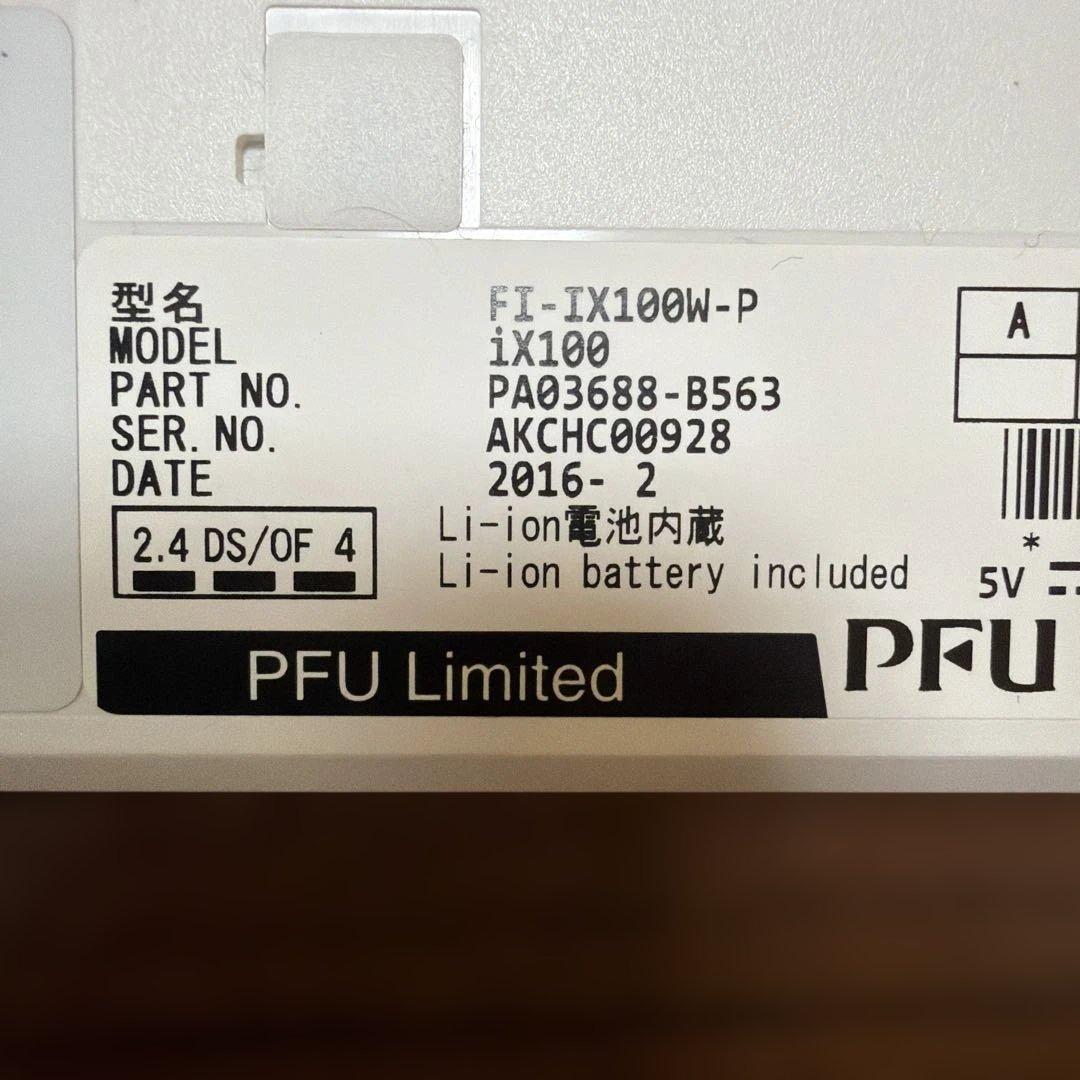 型名 FI-IX100W-P
MODEL iX100
PART NO. PA03688-B563
SER. NO. AKCHC00928
DATE 2016- 2
A
2.4 DS/OF 4
Li-ion電池内蔵
Li-ion battery included
*
5V
PFU Limited
PFU